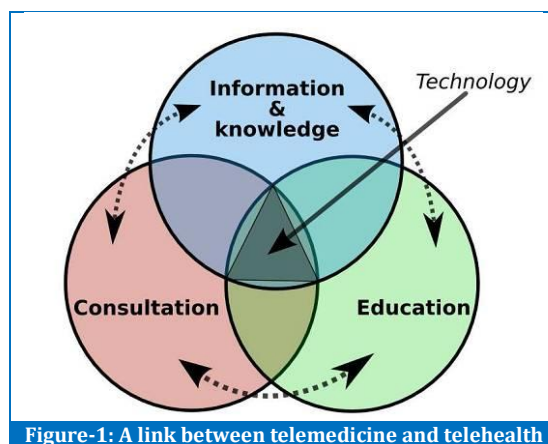 Information
&
knowledge
Technology
Consultation
Education
Figure-1: A link between telemedicine and telehealth